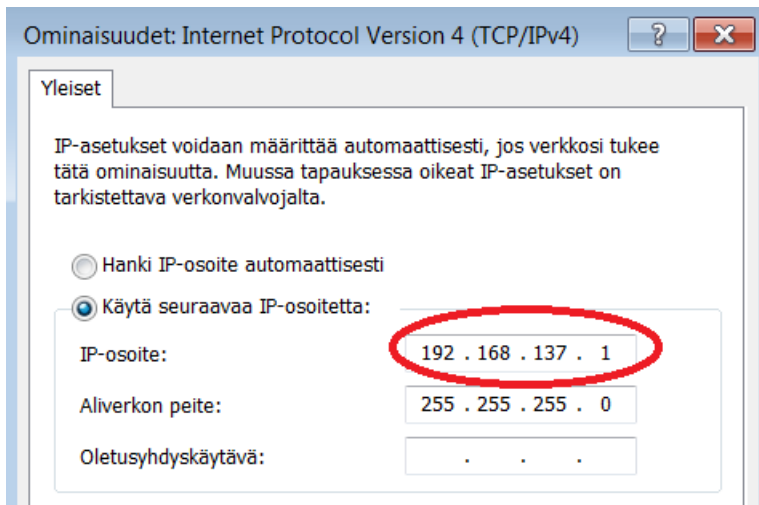 Ominaisuudet: Internet Protocol Version 4 (TCP/IPv4)
Yleiset
IP-asetukset voidaan määrittää automaattisesti, jos verkkosi tukee
tätä ominaisuutta. Muussa tapauksessa oikeat IP-asetukset on
tarkistettava verkonvalvojalta.
Hanki IP-osoite automaattisesti
Käytä seuraavaa IP-osoitetta:
IP-osoite: 192 . 168 . 137 . 1
Aliverkon peite: 255 . 255 . 255 . 0
Oletusyhdyskäytävä: . . .